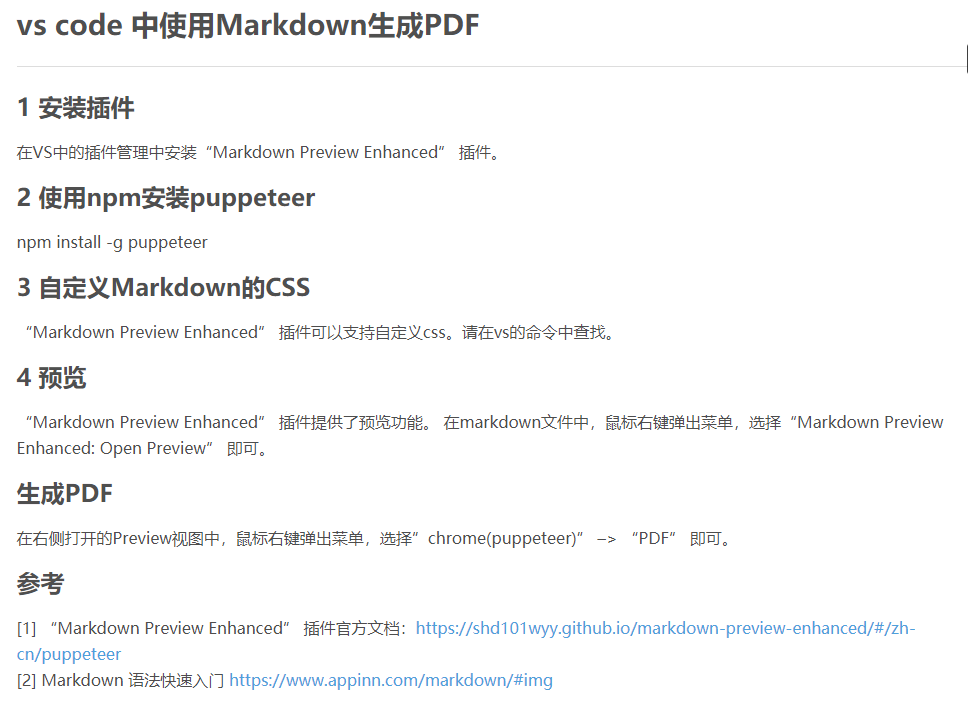 vs code 中使用Markdown生成PDF
1 安装插件
在VS中的插件管理中安装“Markdown Preview Enhanced” 插件。
2 使用npm安装puppeteer
npm install -g puppeteer
3 自定义Markdown的CSS
“Markdown Preview Enhanced” 插件可以支持自定义css。请在vs的命令中查找。
4 预览
“Markdown Preview Enhanced” 插件提供了预览功能。 在markdown文件中，鼠标右键弹出菜单，选择“Markdown Preview
Enhanced: Open Preview” 即可。
生成PDF
在右侧打开的Preview视图中，鼠标右键弹出菜单，选择”chrome(puppeteer)” –> “PDF” 即可。
参考
[1] “Markdown Preview Enhanced” 插件官方文档：https://shd101wyy.github.io/markdown-preview-enhanced/#/zh-
cn/puppeteer
[2] Markdown 语法快速入门 https://www.appinn.com/markdown/#img